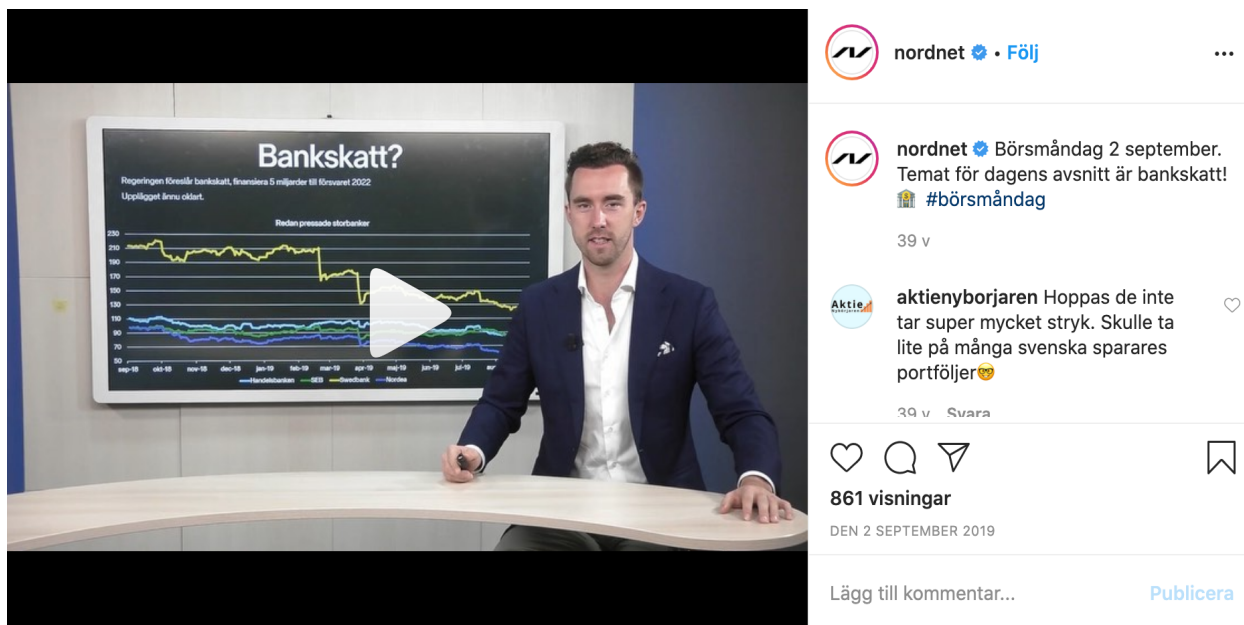 Bankskatt?
Regeringen föreslår bankskatt, finansiera 5 miljarder till försvaret 2022
Upplägget ännu oklart.
Redan pressade storbanker
230
210
190
170
150
130
110
90
70
50
sep-18 okt-18 nov-18 dec-18 jan-19 feb-19 mar-19 apr-19 maj-19 jun-19 jul-19
Handelsbanken SEB Swedbank Nordea
nordnet • Följ
nordnet Börsmåndag 2 september.
Temat för dagens avsnitt är bankskatt!
#börsmåndag
39 v
Aktie
Nybörjaren
aktienyborjaren Hoppas de inte
tar super mycket stryk. Skulle ta
lite på många svenska sparares
portföljer
39 v Svara
861 visningar
DEN 2 SEPTEMBER 2019
Lägg till kommentar... Publicera